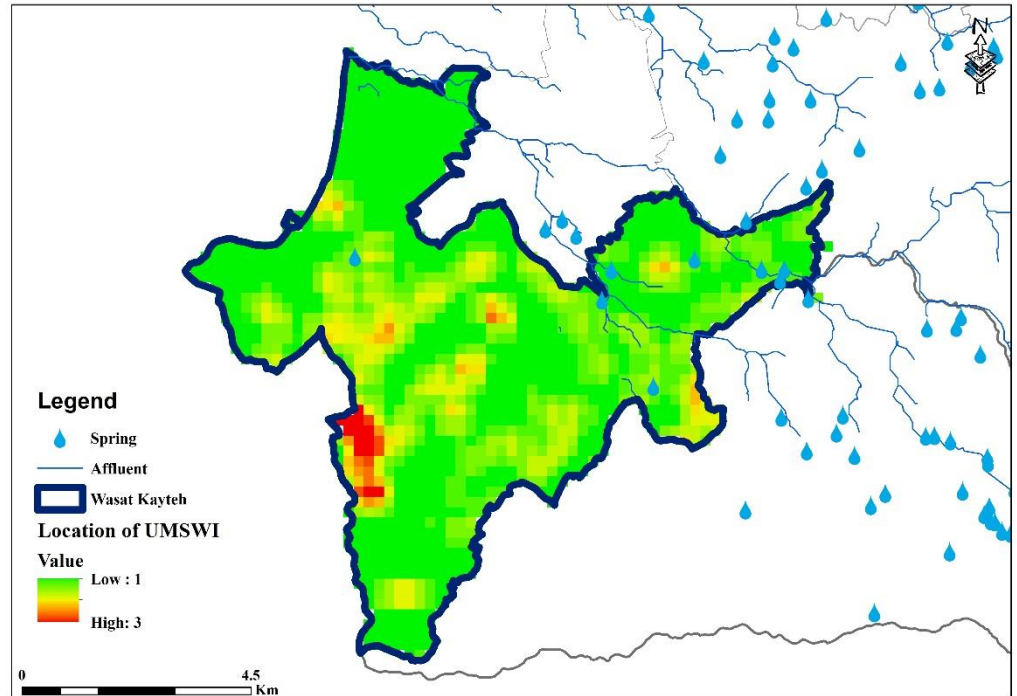 N
Legend
Spring
Affluent
Wasat Kayteh
Location of UMSWI
Value
Low : 1
High: 3
0 4.5
Km